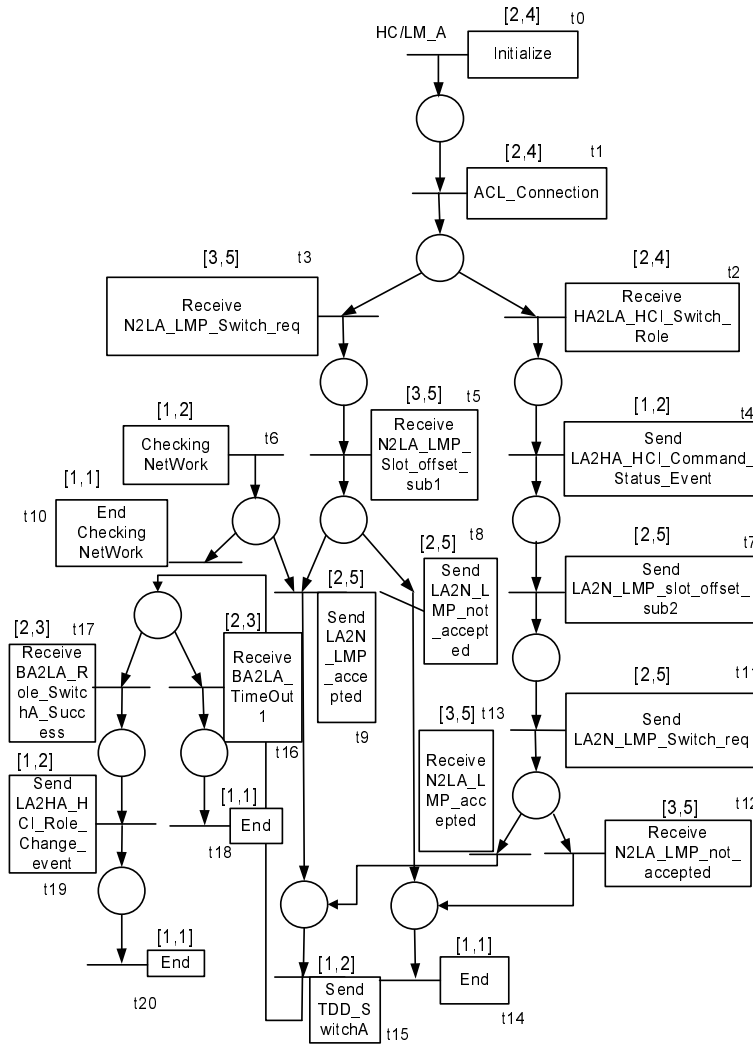 [2,4]
t0
HC/LM_A
Initialize
[2,4]
t1
ACL_Connection
[3,5]
t3
Receive
N2LA_LMP_Switch_req
[2,4]
t2
Receive
HA2LA_HCI_Switch_
Role
[1,2]
t6
Checking
NetWork
[3,5]
t5
Receive
N2LA_LMP_
Slot_offset_
sub1
[1,2]
t4
Send
LA2HA_HCI_Command_
Status_Event
[1,1]
t10
End
Checking
NetWork
[2,5]
t8
Send
LA2N_L
MP_not
_accept
ed
[2,5]
t7
Send
LA2N_LMP_slot_offset_
sub2
[2,5]
Send
LA2N
_LMP
_acce
pted
t9
[2,3]
t17
Receive
BA2LA_R
ole_Switc
hA_Succ
ess
[2,3]
Receive
BA2LA_
TimeOut
1
t16
[2,5]
t11
Send
LA2N_LMP_Switch_req
[3,5]
t13
Receive
N2LA_L
MP_acc
epted
[1,2]
Send
LA2HA_H
CI_Role_
Change_
event
t19
[1,1]
End
t18
[3,5]
t12
Receive
N2LA_LMP_not_
accepted
[1,1]
End
t20
[1,2]
Send
TDD_S
witchA
t15
[1,1]
End
t14